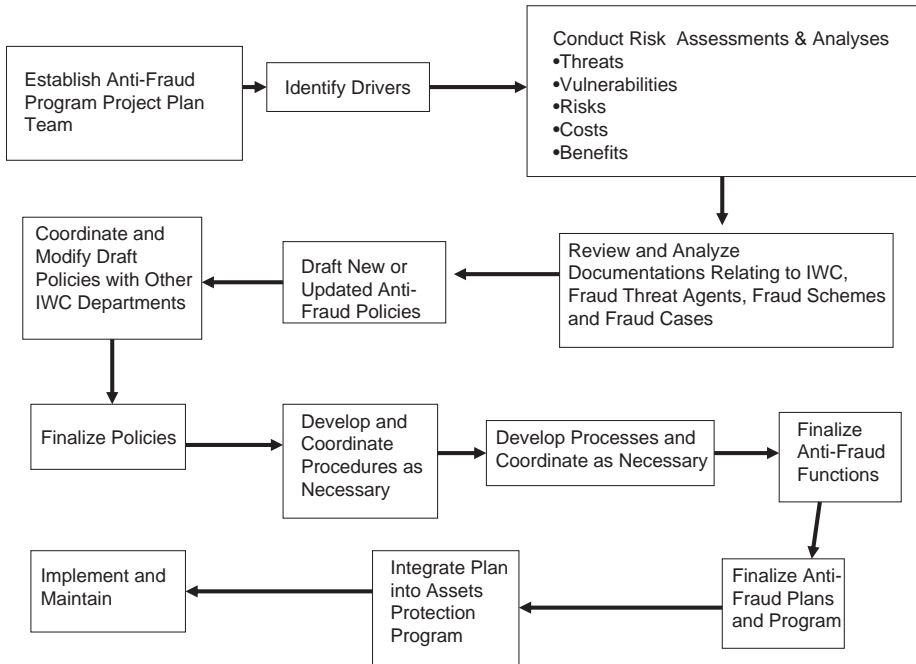 Establish Anti-Fraud
Program Project Plan
Team
Identify Drivers
Conduct Risk Assessments & Analyses
•Threats
•Vulnerabilities
•Risks
•Costs
•Benefits
Review and Analyze
Documentations Relating to IWC,
Fraud Threat Agents, Fraud Schemes
and Fraud Cases
Draft New or
Updated Anti-
Fraud Policies
Coordinate and
Modify Draft
Policies with Other
IWC Departments
Finalize Policies
Develop and
Coordinate
Procedures as
Necessary
Develop Processes and
Coordinate as Necessary
Finalize
Anti-Fraud
Functions
Finalize Anti-
Fraud Plans
and Program
Integrate Plan
into Assets
Protection
Program
Implement and
Maintain